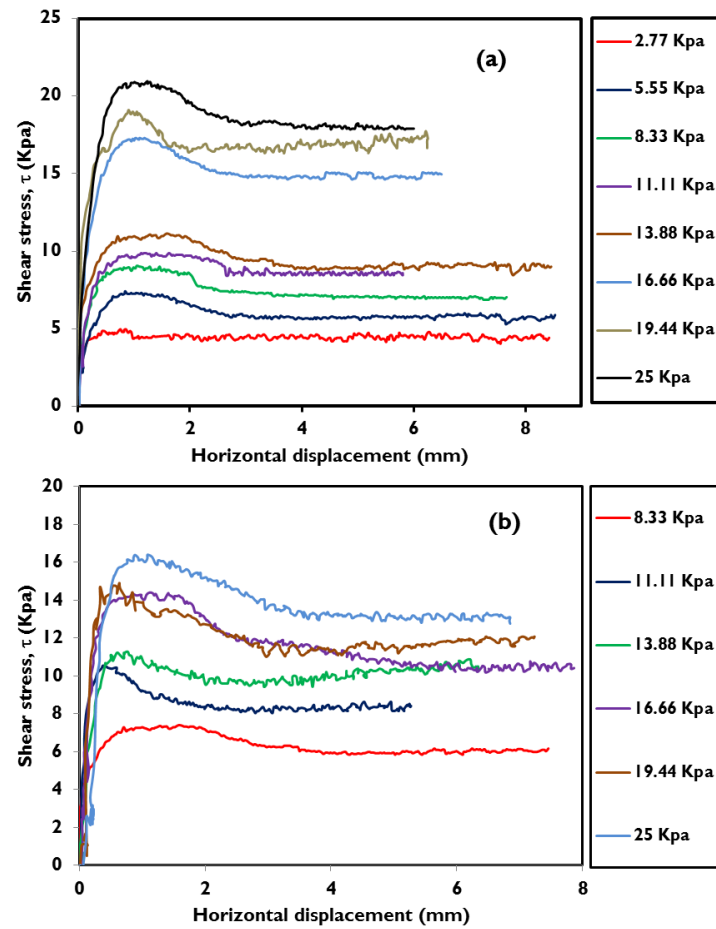 25
20
15
10
5
0
0
2
4
6
8
Shear stress, τ (Kpa)
Horizontal displacement (mm)
(a)
2.77 Kpa
5.55 Kpa
8.33 Kpa
11.11 Kpa
13.88 Kpa
16.66 Kpa
19.44 Kpa
25 Kpa
20
18
16
14
12
10
8
6
4
2
0
0
2
4
6
8
Shear stress, τ (Kpa)
Horizontal displacement (mm)
(b)
8.33 Kpa
11.11 Kpa
13.88 Kpa
16.66 Kpa
19.44 Kpa
25 Kpa